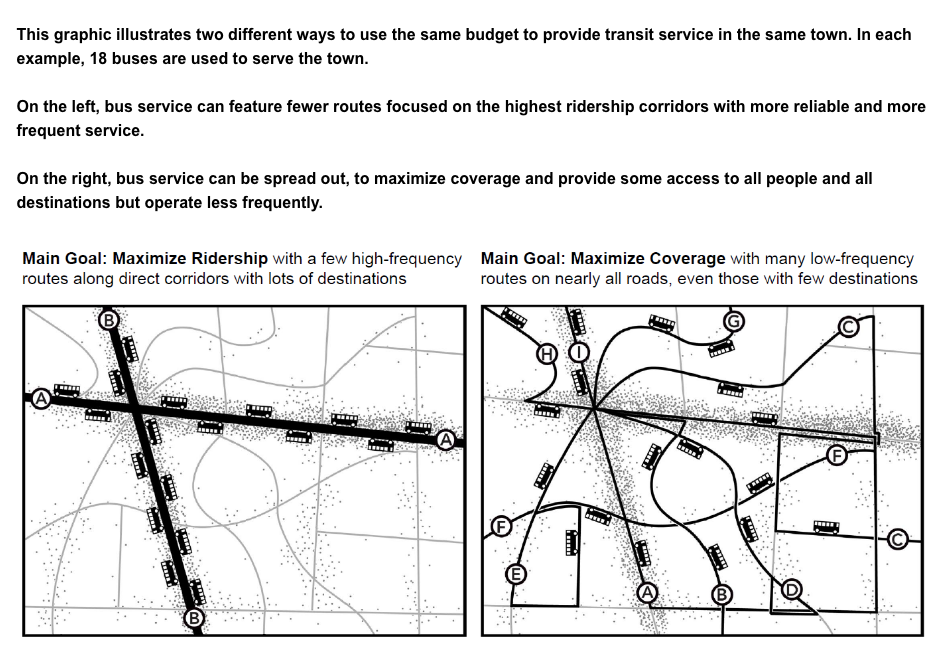 This graphic illustrates two different ways to use the same budget to provide transit service in the same town. In each
example, 18 buses are used to serve the town.
On the left, bus service can feature fewer routes focused on the highest ridership corridors with more reliable and more
frequent service.
On the right, bus service can be spread out, to maximize coverage and provide some access to all people and all
destinations but operate less frequently.
Main Goal: Maximize Ridership with a few high-frequency
routes along direct corridors with lots of destinations
B
A
A
B
Main Goal: Maximize Coverage with many low-frequency
routes on nearly all roads, even those with few destinations
G
C
H
I
F
F
C
E
A
B
D